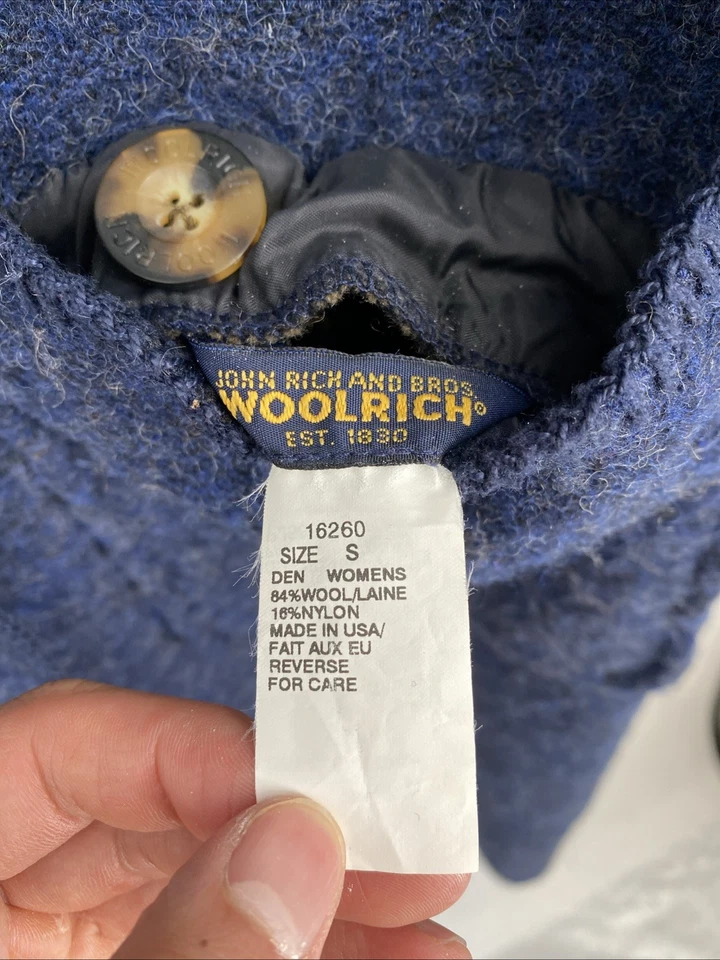 JOHN RICH AND BROS.
WOOLRICH®
EST. 1830
16260
SIZE S
DEN WOMENS
84%WOOL/LAINE
16%NYLON
MADE IN USA/
FAIT AUX EU
REVERSE
FOR CARE